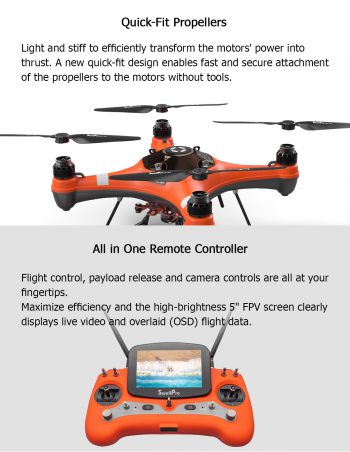 Quick-Fit Propellers
Light and stiff to efficiently transform the motors' power into
thrust. A new quick-fit design enables fast and secure attachment
of the propellers to the motors without tools.
All in One Remote Controller
Flight control, payload release and camera controls are all at your
fingertips.
Maximize efficiency and the high-brightness 5" FPV screen clearly
displays live video and overlaid (OSD) flight data.
SwellPro